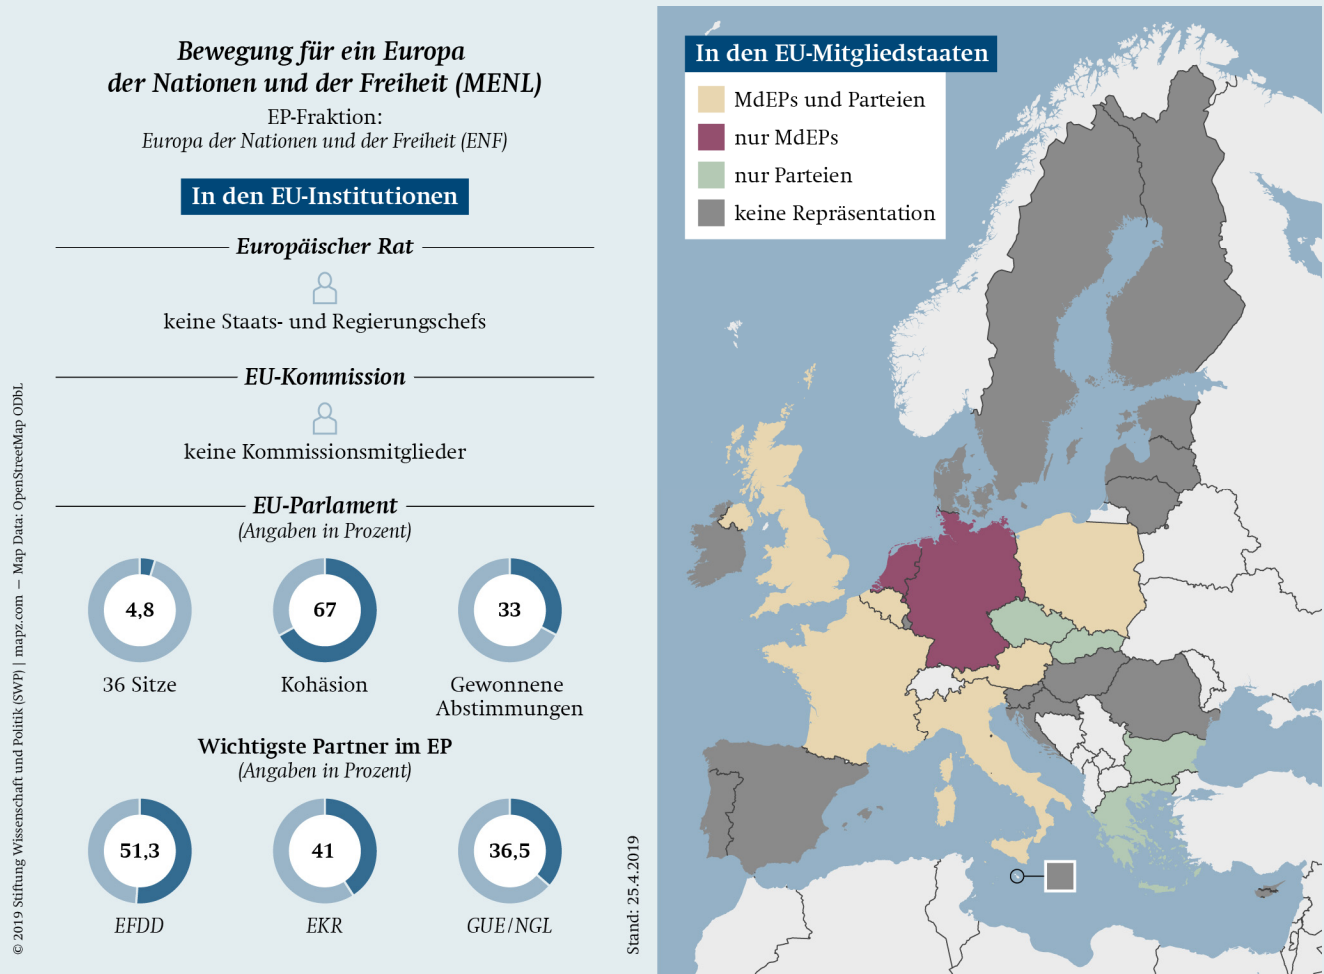 Bewegung für ein Europa
der Nationen und der Freiheit (MENL)
EP-Fraktion:
Europa der Nationen und der Freiheit (ENF)
In den EU-Institutionen
Europäischer Rat
keine Staats- und Regierungschefs
EU-Kommission
keine Kommissionsmitglieder
EU-Parlament
(Angaben in Prozent)
4,8
67
33
36 Sitze
Kohäsion
Gewonnene
Abstimmungen
Wichtigste Partner im EP
(Angaben in Prozent)
51,3
41
36,5
EFDD
EKR
GUE/NGL
© 2019 Stiftung Wissenschaft und Politik (SWP) | mapz.com — Map Data: OpenStreetMap ODbL
Stand: 25.4.2019
In den EU-Mitgliedstaaten
MdEPs und Parteien
nur MdEPs
nur Parteien
keine Repräsentation